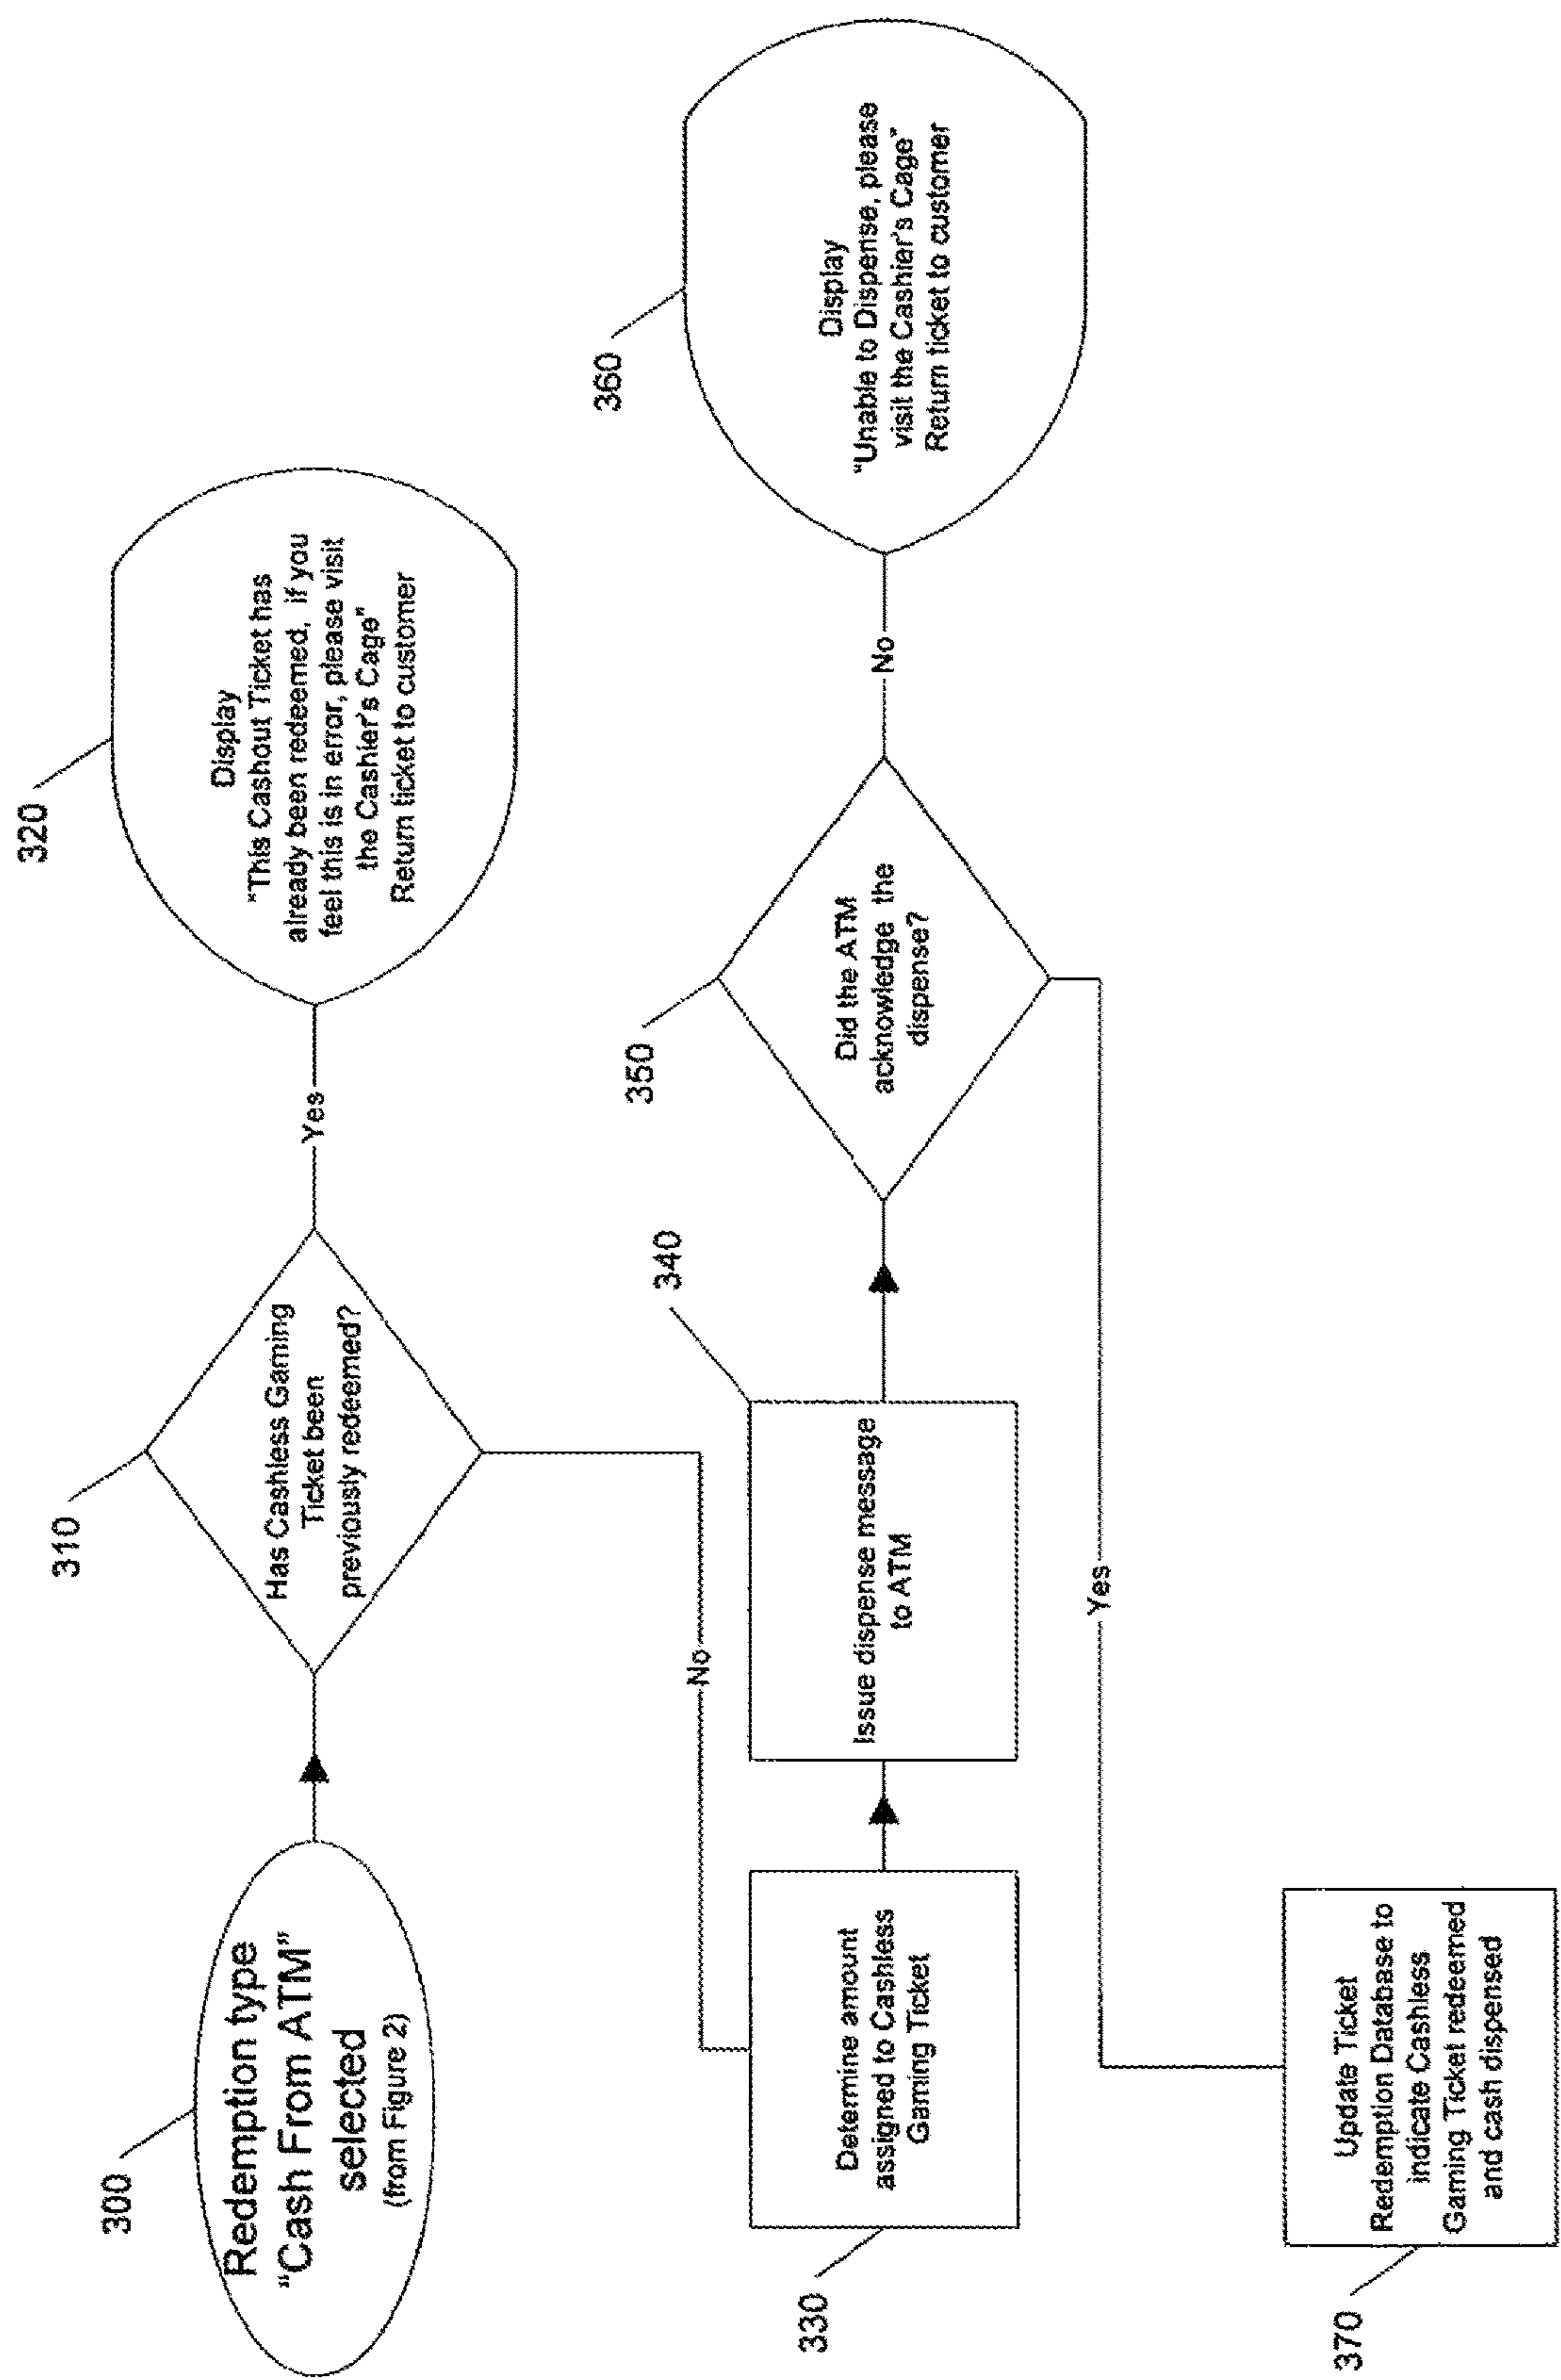 300
Redemption type
"Cash From ATM"
selected
(from Figure 2)
310
Has Cashless Gaming
Ticket been
previously redeemed?
Yes
320
Display
"This Cashout Ticket has
already been redeemed, if you
feel this is in error, please visit
the Cashier's Cage"
Return ticket to customer
No
330
Determine amount
assigned to Cashless
Gaming Ticket
340
Issue dispense message
to ATM
350
Did the ATM
acknowledge the
dispense?
No
360
Display
"Unable to Dispense, please
visit the Cashier's Cage"
Return ticket to customer
Yes
370
Update Ticket
Redemption Database to
indicate Cashless
Gaming Ticket redeemed
and cash dispensed